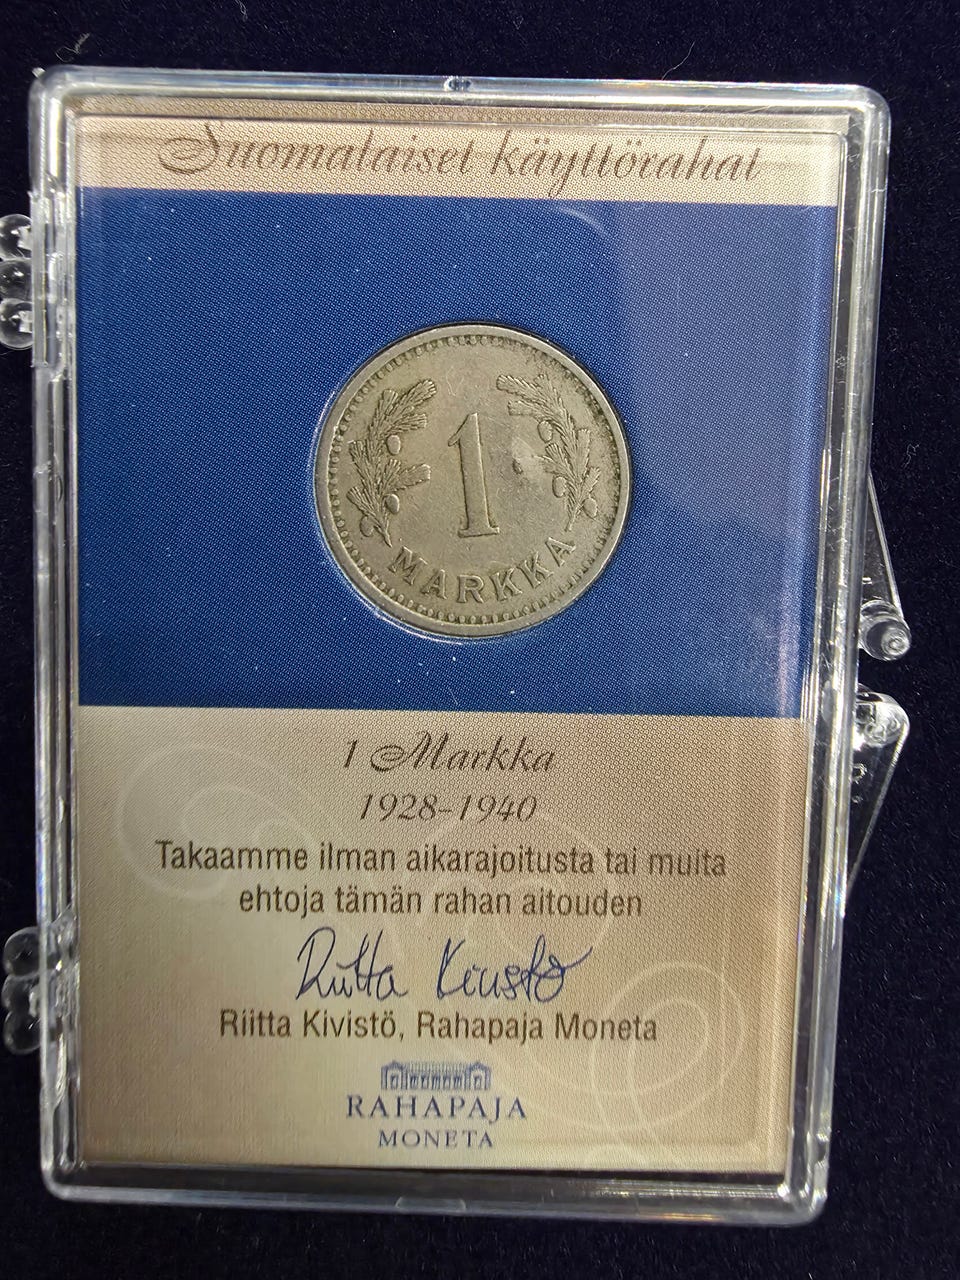 Suomalaiset käyttörahat
1
MARKKA
1 Markka
1928–1940
Takaamme ilman aikarajoitusta tai muita
ehtoja tämän rahan aitouden
Riitta Kivistö
Riitta Kivistö, Rahapaja Moneta
RAHAPAJA
MONETA